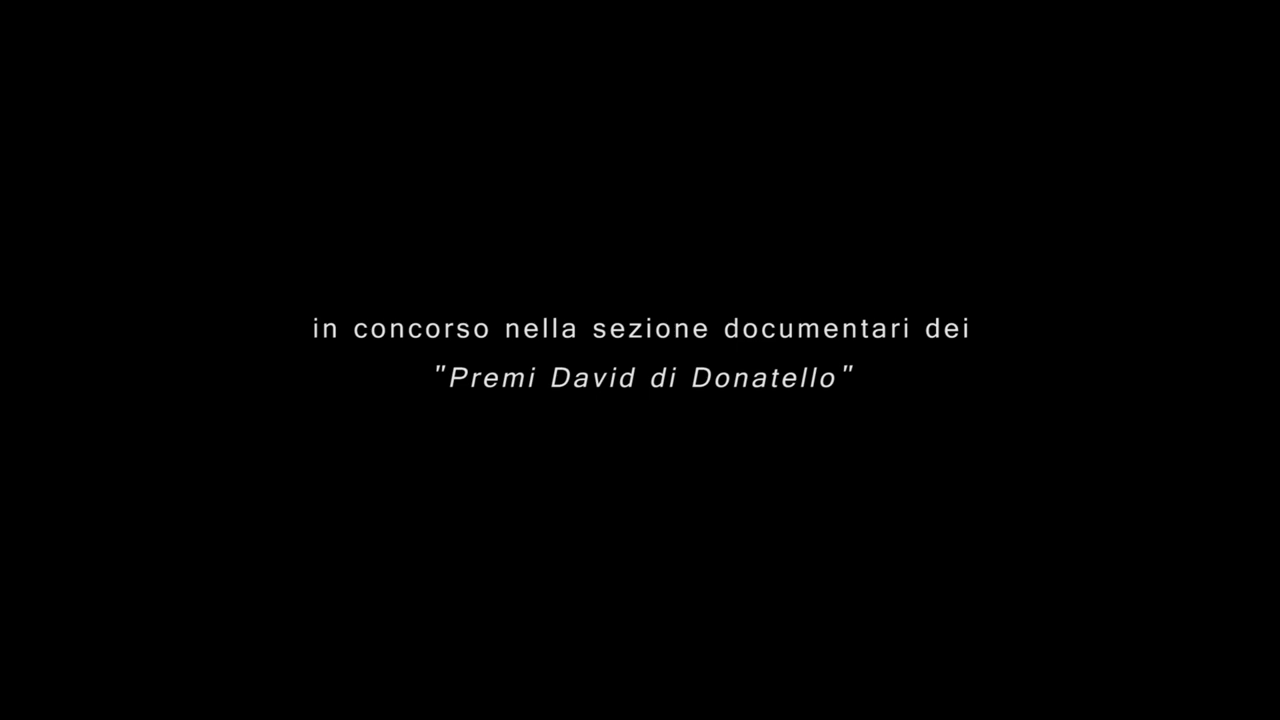 in concorso nella sezione documentari dei
"Premi David di Donatello"